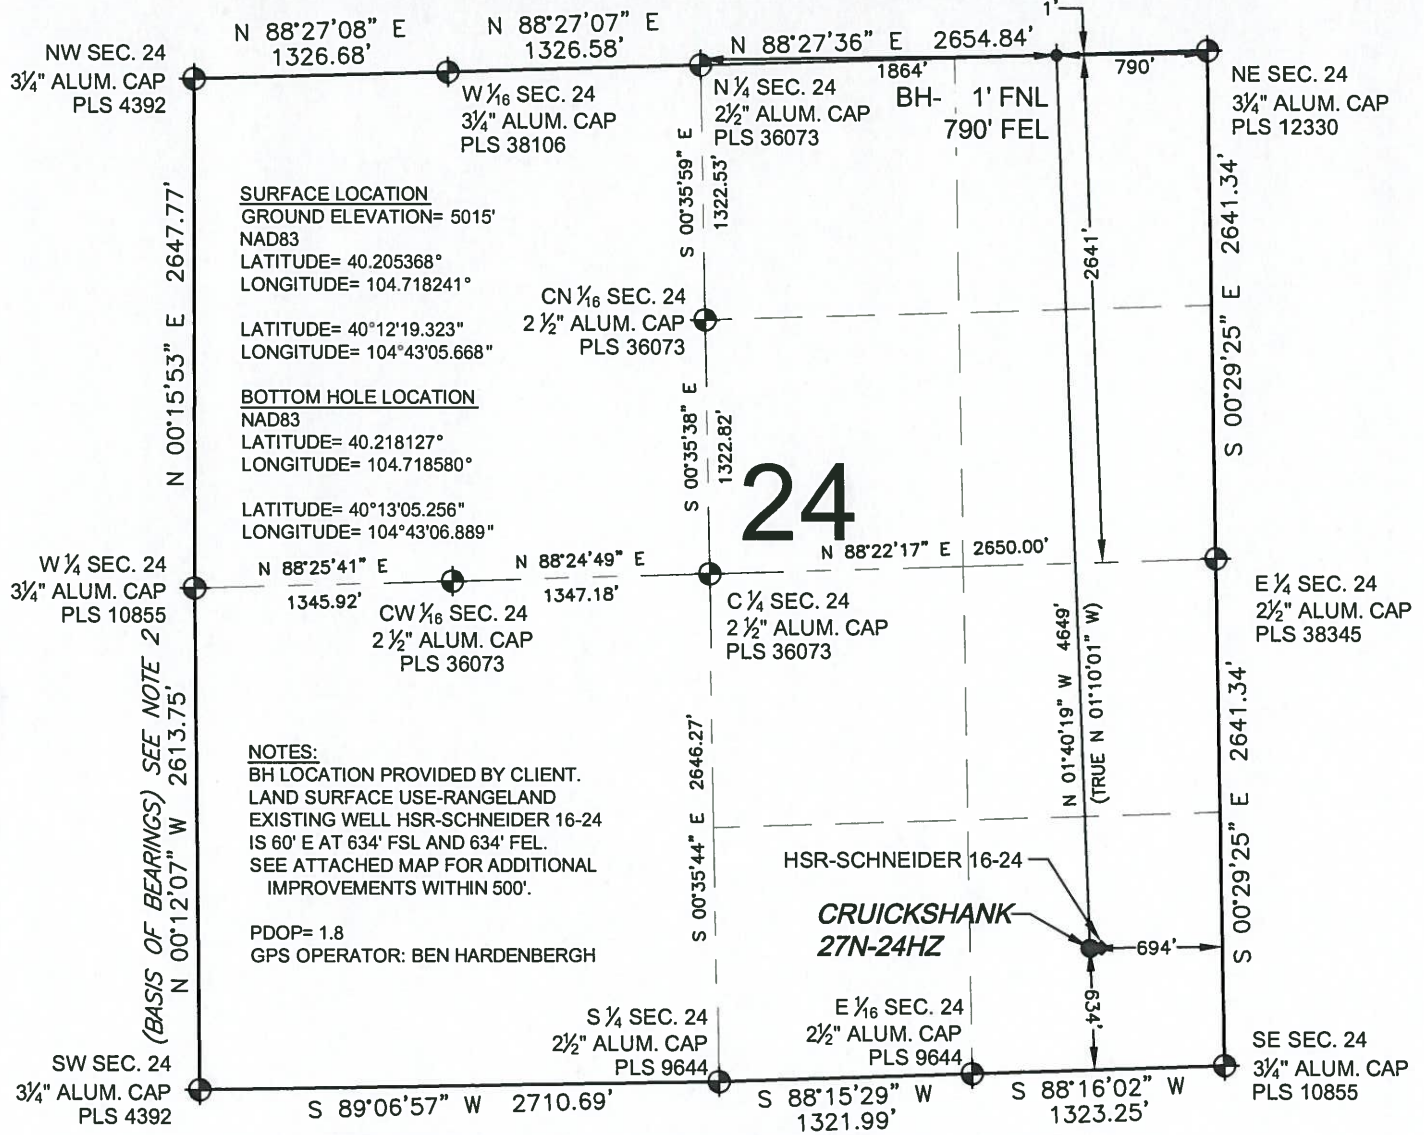 N 88°27'08" E
1326.68'
N 88°27'07" E
1326.58'
N 88°27'36" E 2654.84'
1'
1864'
790'
NW SEC. 24
3¼" ALUM. CAP
PLS 4392
W 1⁄16 SEC. 24
3¼" ALUM. CAP
PLS 38106
N ¼ SEC. 24
2½" ALUM. CAP
PLS 36073
BH- 1' FNL
790' FEL
NE SEC. 24
3¼" ALUM. CAP
PLS 12330
N 00°15'53" E 2647.77'
SURFACE LOCATION
GROUND ELEVATION= 5015'
NAD83
LATITUDE= 40.205368°
LONGITUDE= 104.718241°
LATITUDE= 40°12'19.323"
LONGITUDE= 104°43'05.668"
BOTTOM HOLE LOCATION
NAD83
LATITUDE= 40.218127°
LONGITUDE= 104.718580°
LATITUDE= 40°13'05.256"
LONGITUDE= 104°43'06.889"
S 00°35'59" E
1322.53'
CN 1⁄16 SEC. 24
2 ½" ALUM. CAP
PLS 36073
S 00°35'38" E
1322.82'
24
2641'
S 00°29'25" E 2641.34'
W ¼ SEC. 24
3¼" ALUM. CAP
PLS 10855
N 88°25'41" E
1345.92'
N 88°24'49" E
1347.18'
CW 1⁄16 SEC. 24
2 ½" ALUM. CAP
PLS 36073
N 88°22'17" E 2650.00'
C ¼ SEC. 24
2 ½" ALUM. CAP
PLS 36073
E ¼ SEC. 24
2½" ALUM. CAP
PLS 38345
(BASIS OF BEARINGS) SEE NOTE 2
N 00°12'07" W 2613.75'
NOTES:
BH LOCATION PROVIDED BY CLIENT.
LAND SURFACE USE-RANGELAND
EXISTING WELL HSR-SCHNEIDER 16-24
IS 60' E AT 634' FSL AND 634' FEL.
SEE ATTACHED MAP FOR ADDITIONAL
IMPROVEMENTS WITHIN 500'.
PDOP= 1.8
GPS OPERATOR: BEN HARDENBERGH
S 00°35'44" E 2646.27'
N 01°40'19" W 4649'
(TRUE N 01°10'01" W)
S 00°29'25" E 2641.34'
HSR-SCHNEIDER 16-24
CRUICKSHANK
27N-24HZ
694'
634'
SW SEC. 24
3¼" ALUM. CAP
PLS 4392
S ¼ SEC. 24
2½" ALUM. CAP
PLS 9644
E 1⁄16 SEC. 24
2½" ALUM. CAP
PLS 9644
SE SEC. 24
3¼" ALUM. CAP
PLS 10855
S 89°06'57" W 2710.69'
S 88°15'29" W
1321.99'
S 88°16'02" W
1323.25'